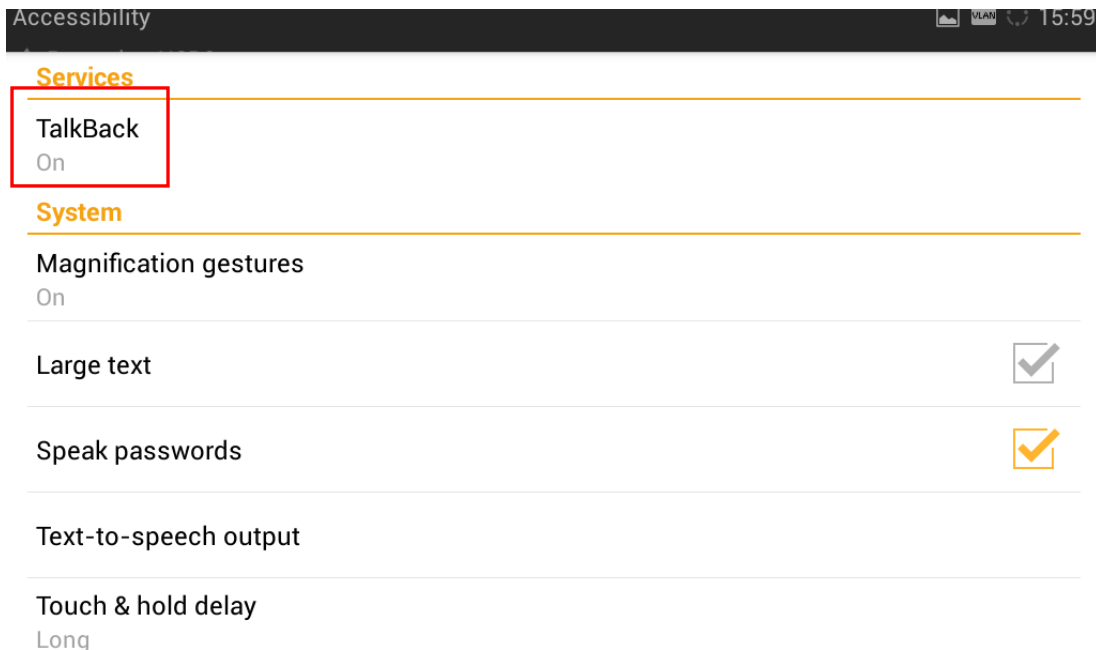 Accessibility
VLAN 15:59
Services
TalkBack
On
System
Magnification gestures
On
Large text
Speak passwords
Text-to-speech output
Touch & hold delay
Long